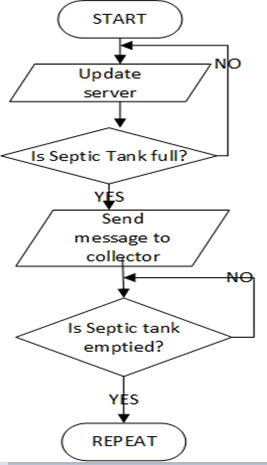 START
NO
Update
server
Is Septic Tank full?
YES
Send
message to
collector
NO
Is Septic tank
emptied?
YES
REPEAT